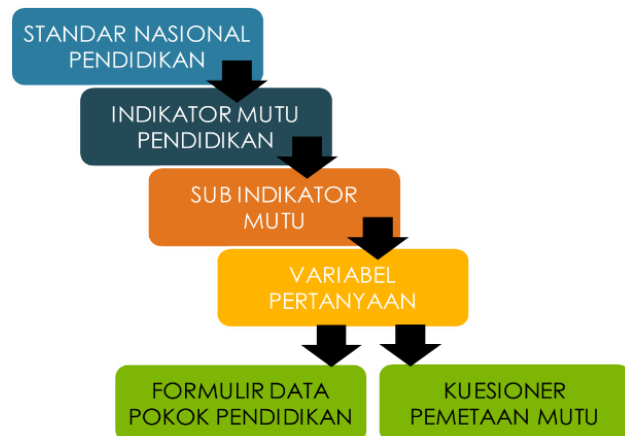 STANDAR NASIONAL
PENDIDIKAN
INDIKATOR MUTU
PENDIDIKAN
SUB INDIKATOR
MUTU
VARIABEL
PERTANYAAN
FORMULIR DATA
POKOK PENDIDIKAN
KUESIONER
PEMETAAN MUTU